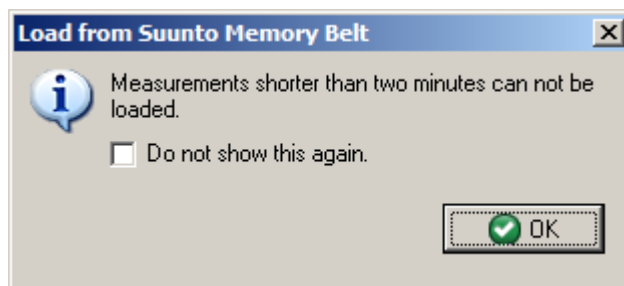 Load from Suunto Memory Belt
Measurements shorter than two minutes can not be
loaded.
Do not show this again.
OK